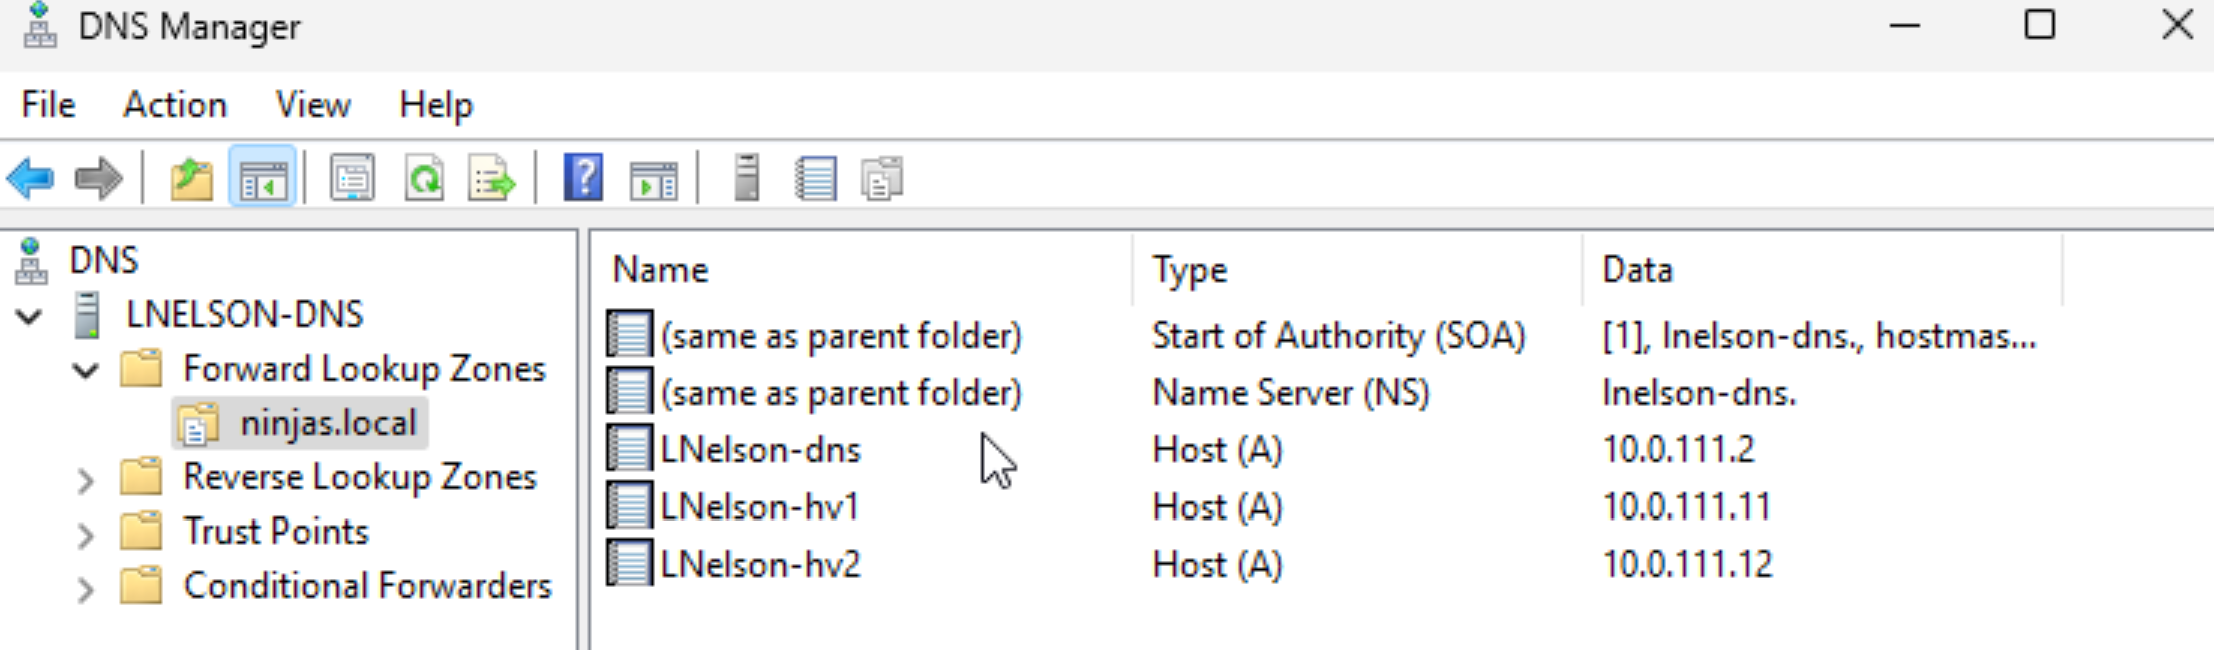 DNS Manager
File Action View Help
DNS
LNELSON-DNS
Forward Lookup Zones
ninjas.local
Reverse Lookup Zones
Trust Points
Conditional Forwarders
Name Type Data
(same as parent folder) Start of Authority (SOA) [1], lnelson-dns., hostmas...
(same as parent folder) Name Server (NS) lnelson-dns.
LNelson-dns Host (A) 10.0.111.2
LNelson-hv1 Host (A) 10.0.111.11
LNelson-hv2 Host (A) 10.0.111.12